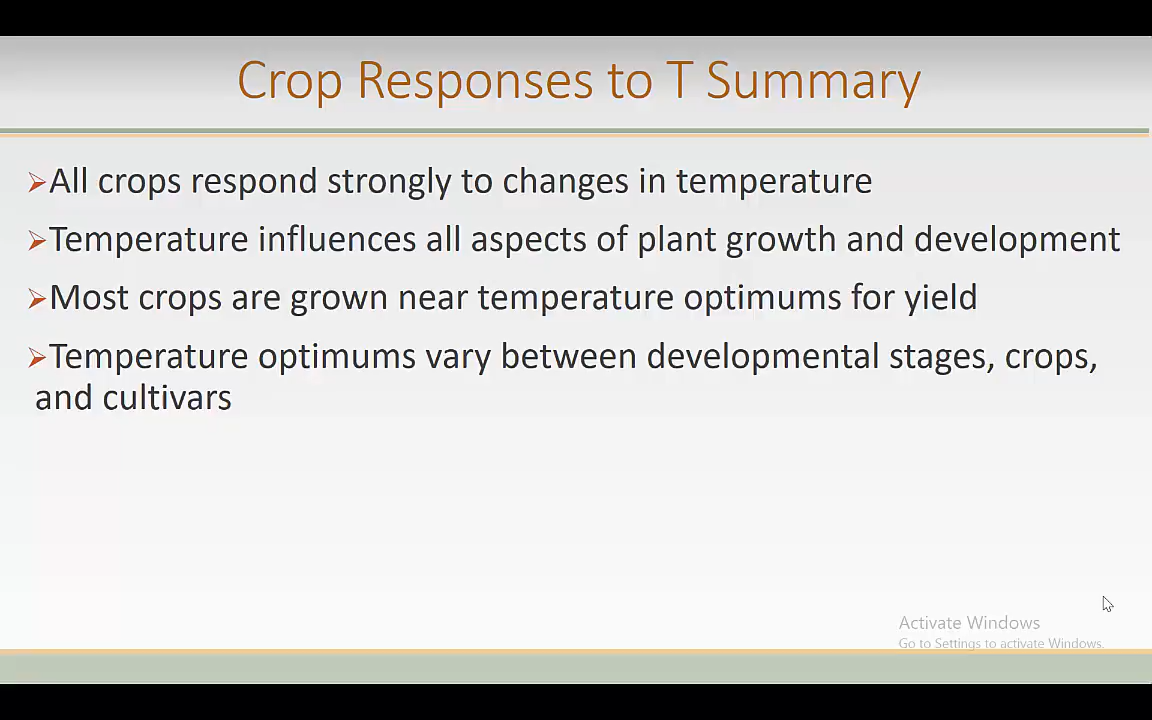 Crop Responses to T Summary
All crops respond strongly to changes in temperature
Temperature influences all aspects of plant growth and development
Most crops are grown near temperature optimums for yield
Temperature optimums vary between developmental stages, crops,
and cultivars
Activate Windows
Go to Settings to activate Windows.